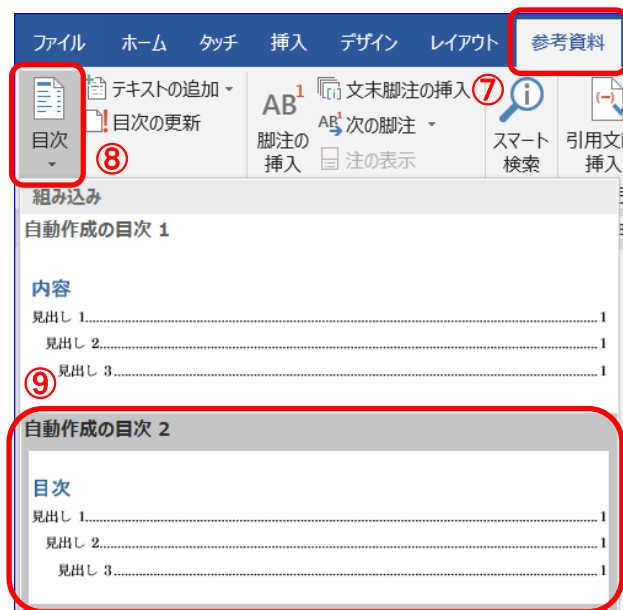 ファイル ホーム タッチ 挿入 デザイン レイアウト 参考資料
目次
テキストの追加
目次の更新
⑧
AB1
脚注の
挿入
[i] 文末脚注の挿入
AB1 次の脚注
注の表示
⑦
スマート
検索
(-)
挿入
組み込み
自動作成の目次 1
内容
見出し 1........1
見出し 2........1
見出し 3........1
⑨
自動作成の目次 2
目次
見出し 1........1
見出し 2........1
見出し 3........1